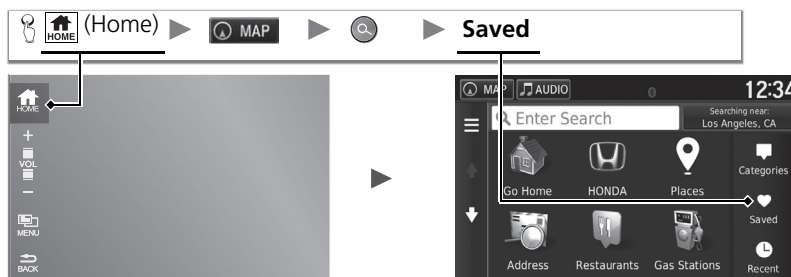 HOME (Home) MAP Saved
HOME
+
VOL
−
MENU
BACK
MAP AUDIO 12:34
Enter Search
Searching near:
Los Angeles, CA
Go Home HONDA Places
Categories
Saved
Address Restaurants Gas Stations
Recent